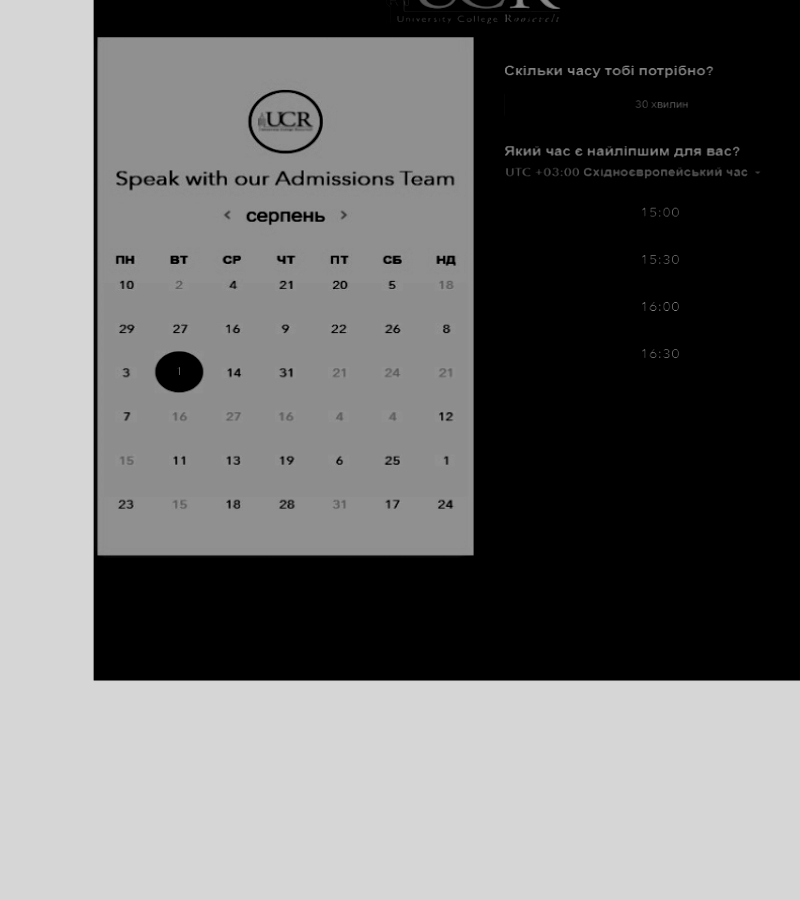 UCR
University College Roosevelt
UCR
Speak with our Admissions Team
‹ серпень ›
ПН ВТ СР ЧТ ПТ СБ НД
10 2 4 21 20 5 18
29 27 16 9 22 26 8
3 1 14 31 21 24 21
7 16 27 16 4 4 12
15 11 13 19 6 25 1
23 15 18 28 31 17 24
Скільки часу тобі потрібно?
30 хвилин
Який час є найліпшим для вас?
UTC +03:00 Східноєвропейський час
15:00
15:30
16:00
16:30